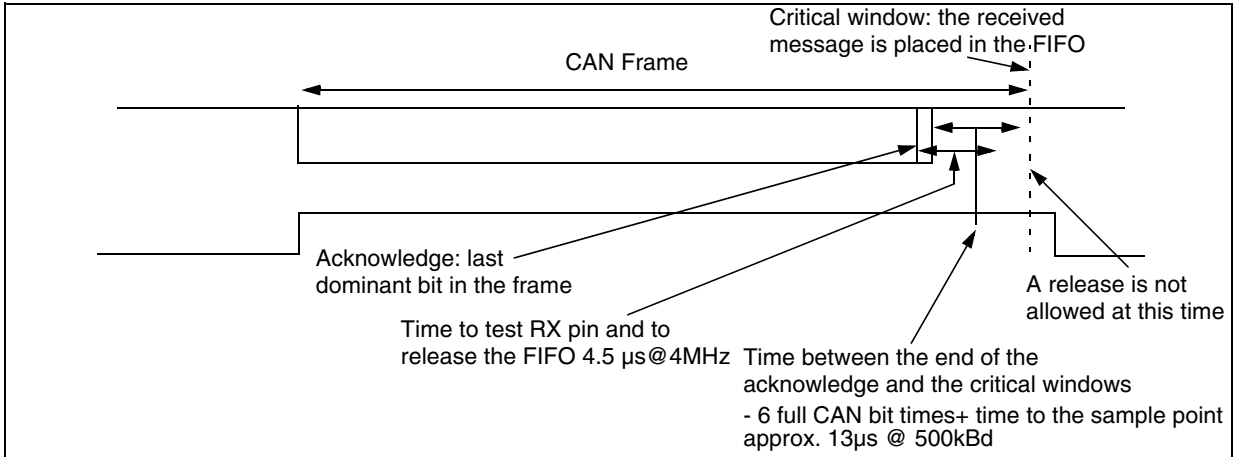 Critical window: the received
message is placed in the FIFO
CAN Frame
Acknowledge: last
dominant bit in the frame
A release is not
allowed at this time
Time to test RX pin and to
release the FIFO 4.5 µs@4MHz
Time between the end of the
acknowledge and the critical windows
- 6 full CAN bit times+ time to the sample point
approx. 13µs @ 500kBd